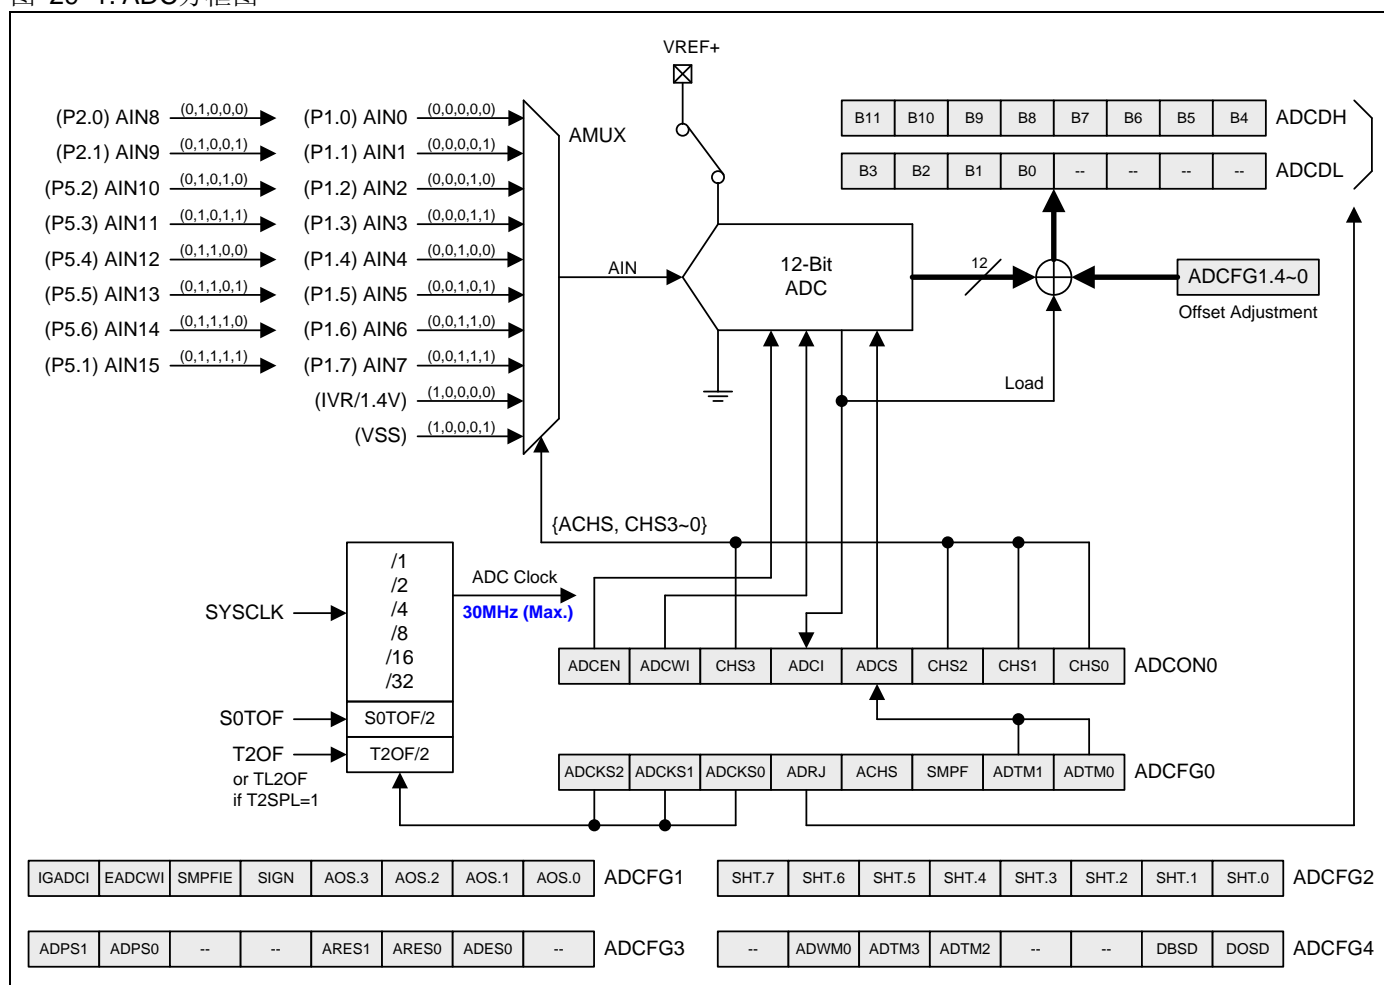 VREF+
(P2.0) AIN8 (0,1,0,0,0)
(P2.1) AIN9 (0,1,0,0,1)
(P5.2) AIN10 (0,1,0,1,0)
(P5.3) AIN11 (0,1,0,1,1)
(P5.4) AIN12 (0,1,1,0,0)
(P5.5) AIN13 (0,1,1,0,1)
(P5.6) AIN14 (0,1,1,1,0)
(P5.1) AIN15 (0,1,1,1,1)
(P1.0) AIN0 (0,0,0,0,0)
(P1.1) AIN1 (0,0,0,0,1)
(P1.2) AIN2 (0,0,0,1,0)
(P1.3) AIN3 (0,0,0,1,1)
(P1.4) AIN4 (0,0,1,0,0)
(P1.5) AIN5 (0,0,1,0,1)
(P1.6) AIN6 (0,0,1,1,0)
(P1.7) AIN7 (0,0,1,1,1)
(IVR/1.4V) (1,0,0,0,0)
(VSS) (1,0,0,0,1)
AMUX
AIN
12-Bit
ADC
12
B11 B10 B9 B8 B7 B6 B5 B4 ADCDH
B3 B2 B1 B0 -- -- -- -- ADCDL
ADCFG1.4~0
Offset Adjustment
Load
{ACHS, CHS3~0}
SYSCLK
/1
/2
/4
/8
/16
/32
ADC Clock
30MHz (Max.)
S0TOF
S0TOF/2
T2OF
T2OF/2
or TL2OF
if T2SPL=1
ADCEN ADCWI CHS3 ADCI ADCS CHS2 CHS1 CHS0 ADCON0
ADCKS2 ADCKS1 ADCKS0 ADRJ ACHS SMPF ADTM1 ADTM0 ADCFG0
IGADCI EADCWI SMPFIE SIGN AOS.3 AOS.2 AOS.1 AOS.0 ADCFG1
SHT.7 SHT.6 SHT.5 SHT.4 SHT.3 SHT.2 SHT.1 SHT.0 ADCFG2
ADPS1 ADPS0 -- -- ARES1 ARES0 ADES0 -- ADCFG3
-- ADWM0 ADTM3 ADTM2 -- -- DBSD DOSD ADCFG4